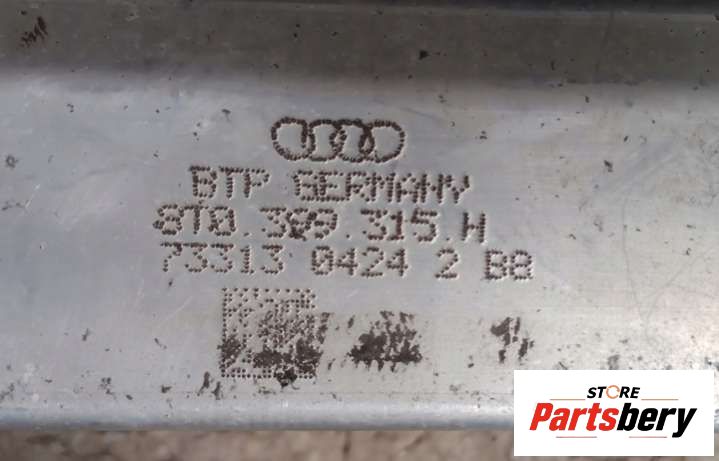 BTP GERMANY
8T0.399.315.H
73313 0424 2 B8
STORE
Partsbery